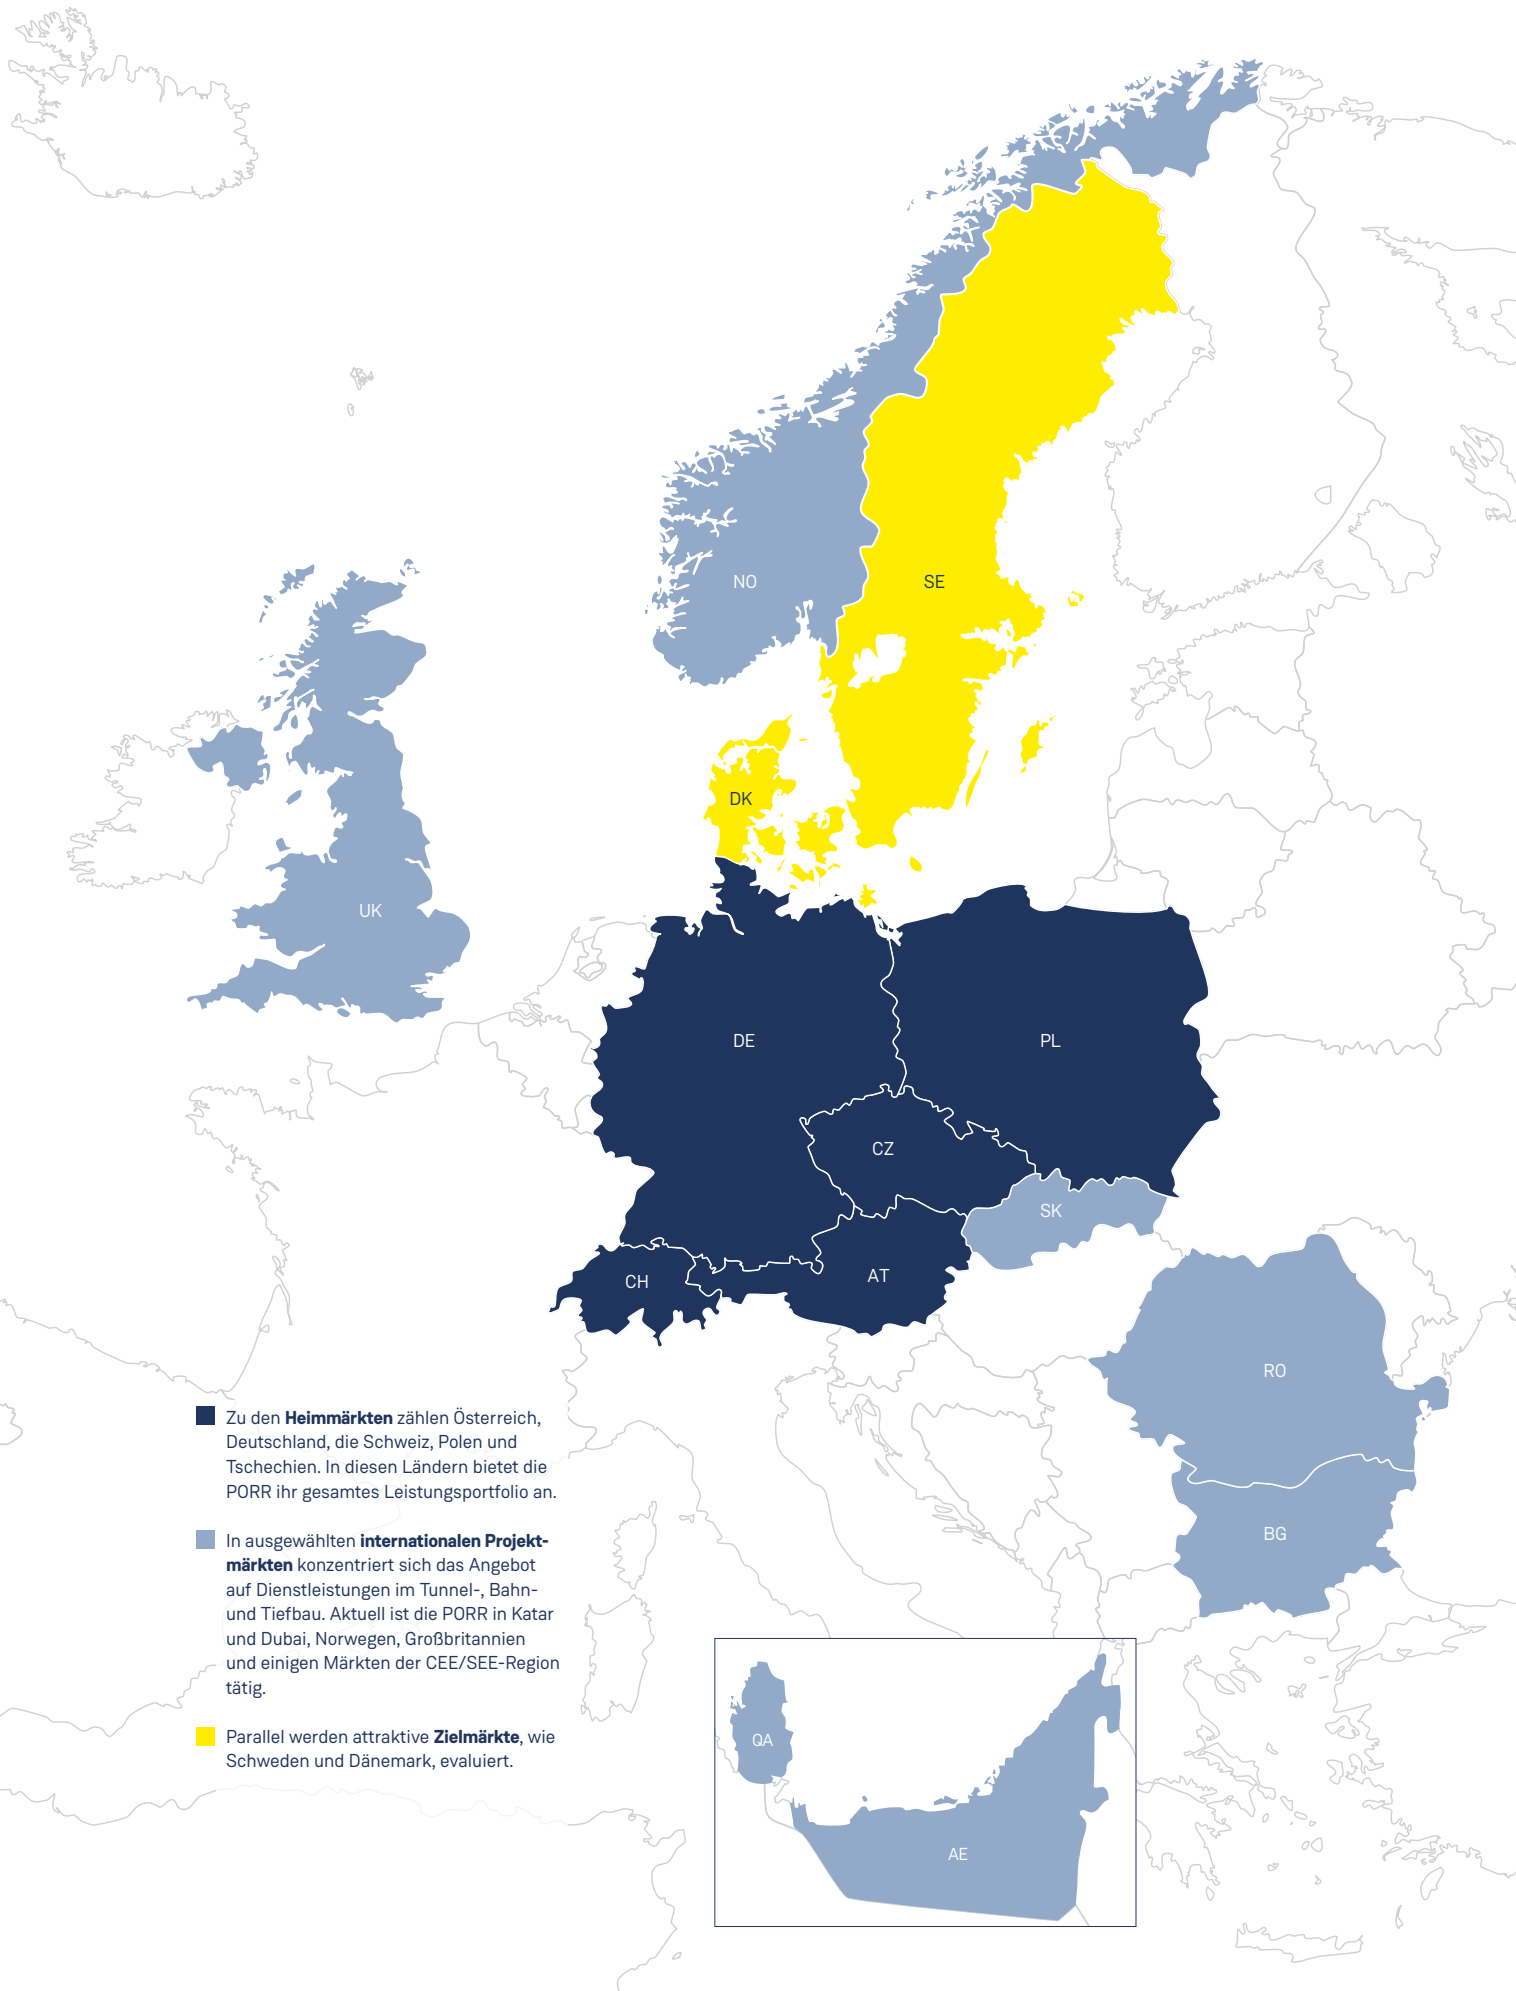 NO
SE
DK
UK
DE
PL
CZ
SK
CH
AT
RO
BG
Zu den Heimmärkten zählen Österreich,
Deutschland, die Schweiz, Polen und
Tschechien. In diesen Ländern bietet die
PORR ihr gesamtes Leistungsportfolio an.
In ausgewählten internationalen Projekt-
märkten konzentriert sich das Angebot
auf Dienstleistungen im Tunnel-, Bahn-
und Tiefbau. Aktuell ist die PORR in Katar
und Dubai, Norwegen, Großbritannien
und einigen Märkten der CEE/SEE-Region
tätig.
Parallel werden attraktive Zielmärkte, wie
Schweden und Dänemark, evaluiert.
QA
AE